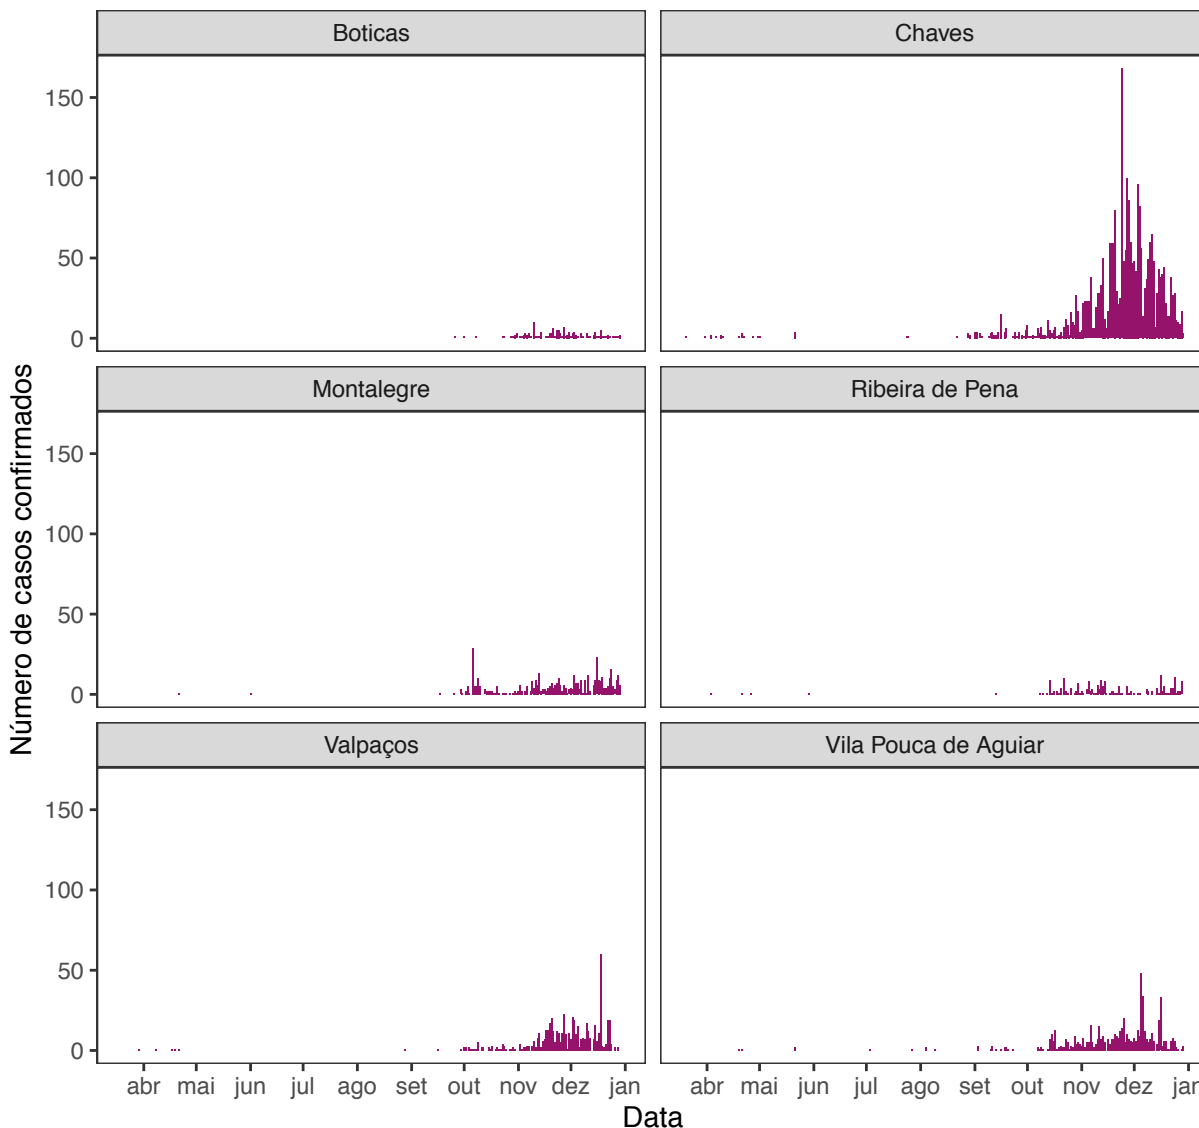 Boticas
Chaves
150
100
50
0
Montalegre
Ribeira de Pena
150
100
50
0
Número de casos confirmados
Valpaços
Vila Pouca de Aguiar
150
100
50
0
abr mai jun jul ago set out nov dez jan
abr mai jun jul ago set out nov dez jan
Data